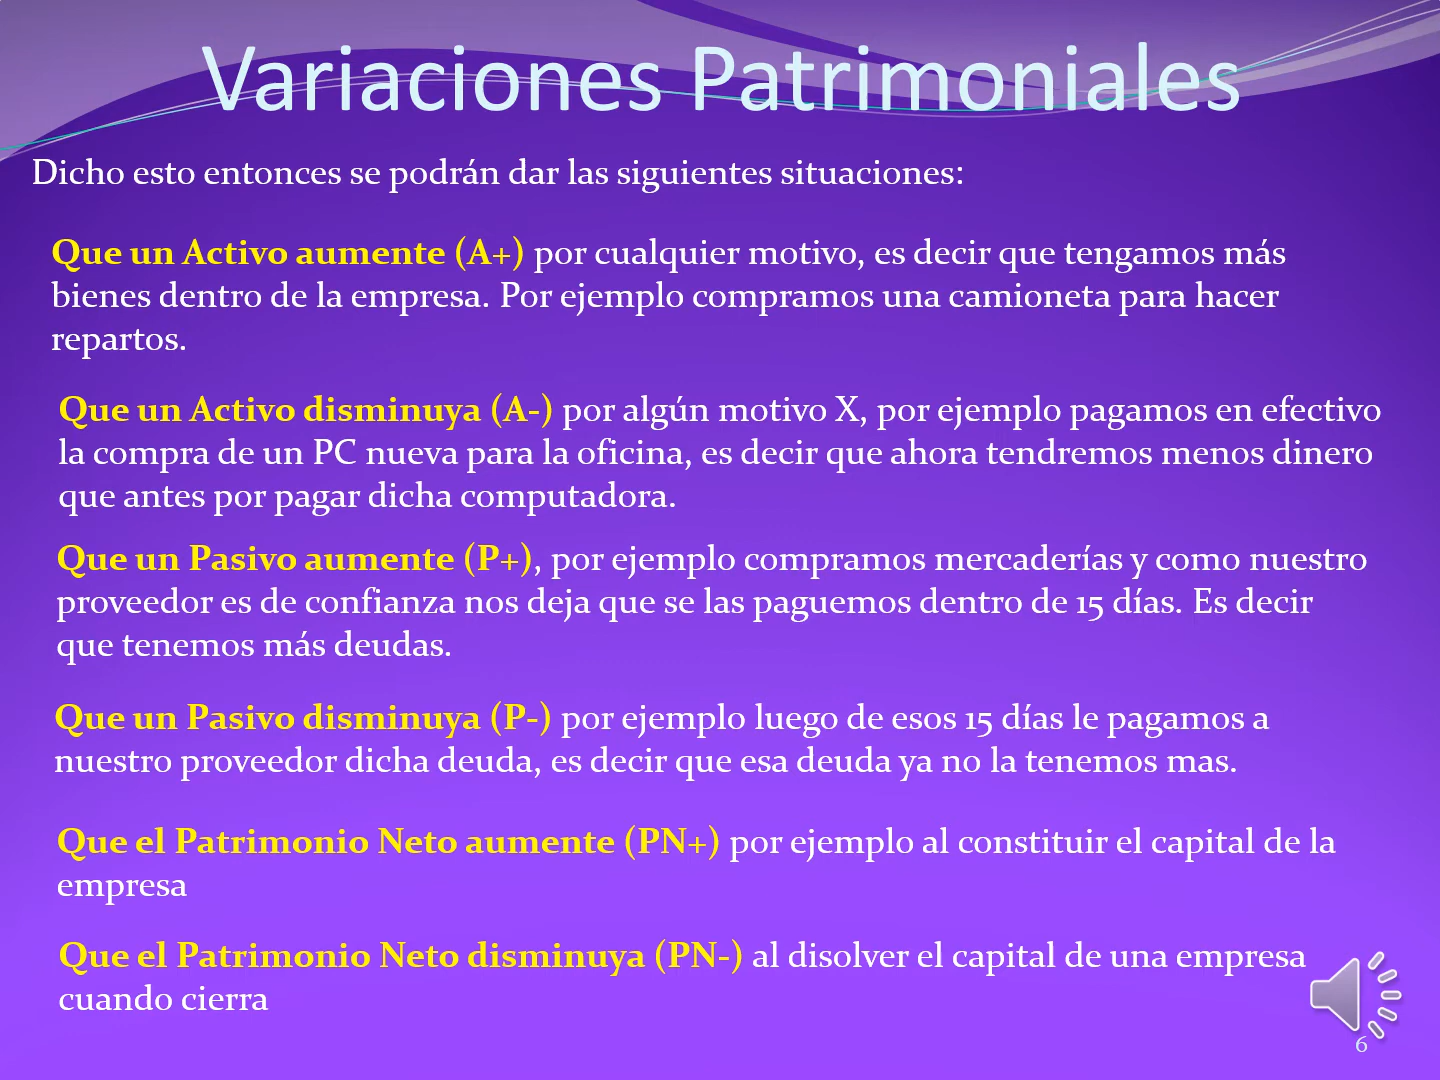 Variaciones Patrimoniales
Dicho esto entonces se podrán dar las siguientes situaciones:
Que un Activo aumente (A+) por cualquier motivo, es decir que tengamos más
bienes dentro de la empresa. Por ejemplo compramos una camioneta para hacer
repartos.
Que un Activo disminuya (A-) por algún motivo X, por ejemplo pagamos en efectivo
la compra de un PC nueva para la oficina, es decir que ahora tendremos menos dinero
que antes por pagar dicha computadora.
Que un Pasivo aumente (P+), por ejemplo compramos mercaderías y como nuestro
proveedor es de confianza nos deja que se las paguemos dentro de 15 días. Es decir
que tenemos más deudas.
Que un Pasivo disminuya (P-) por ejemplo luego de esos 15 días le pagamos a
nuestro proveedor dicha deuda, es decir que esa deuda ya no la tenemos mas.
Que el Patrimonio Neto aumente (PN+) por ejemplo al constituir el capital de la
empresa
Que el Patrimonio Neto disminuya (PN-) al disolver el capital de una empresa
cuando cierra
6